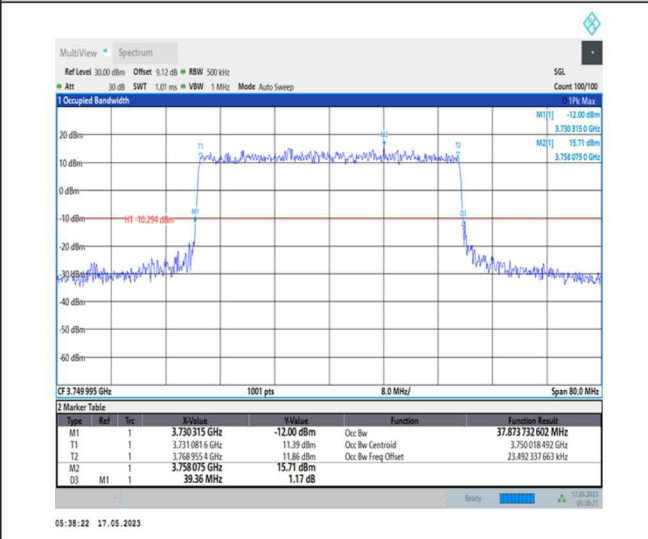 MultiView Spectrum
Ref Level 30.00 dBm Offset 9.12 dB RBW 500 kHz SGL
Att 30 dB SWT 1.01 ms VBW 1 MHz Mode Auto Sweep Count 100/100
1 Occupied Bandwidth 1Pk Max
M1[1] -12.00 dBm
3.730 315 0 GHz
M2[1] 15.71 dBm
3.758 075 0 GHz
20 dBm
M2
T1 T2
10 dBm
0 dBm
M1 D3
-10 dBm H1 -10.294 dBm
-20 dBm
-30 dBm
-40 dBm
-50 dBm
-60 dBm
CF 3.749 995 GHz 1001 pts 8.0 MHz/ Span 80.0 MHz
2 Marker Table
Type Ref Trc X-Value Y-Value Function Function Result
M1 1 3.730 315 GHz -12.00 dBm Occ Bw 37.873 732 602 MHz
T1 1 3.731 081 6 GHz 11.39 dBm Occ Bw Centroid 3.750 018 492 GHz
T2 1 3.768 955 4 GHz 11.86 dBm Occ Bw Freq Offset 23.492 337 663 kHz
M2 1 3.758 075 GHz 15.71 dBm
D3 M1 1 39.36 MHz 1.17 dB
Ready 17.05.2023
05:38:21
05:38:22 17.05.2023